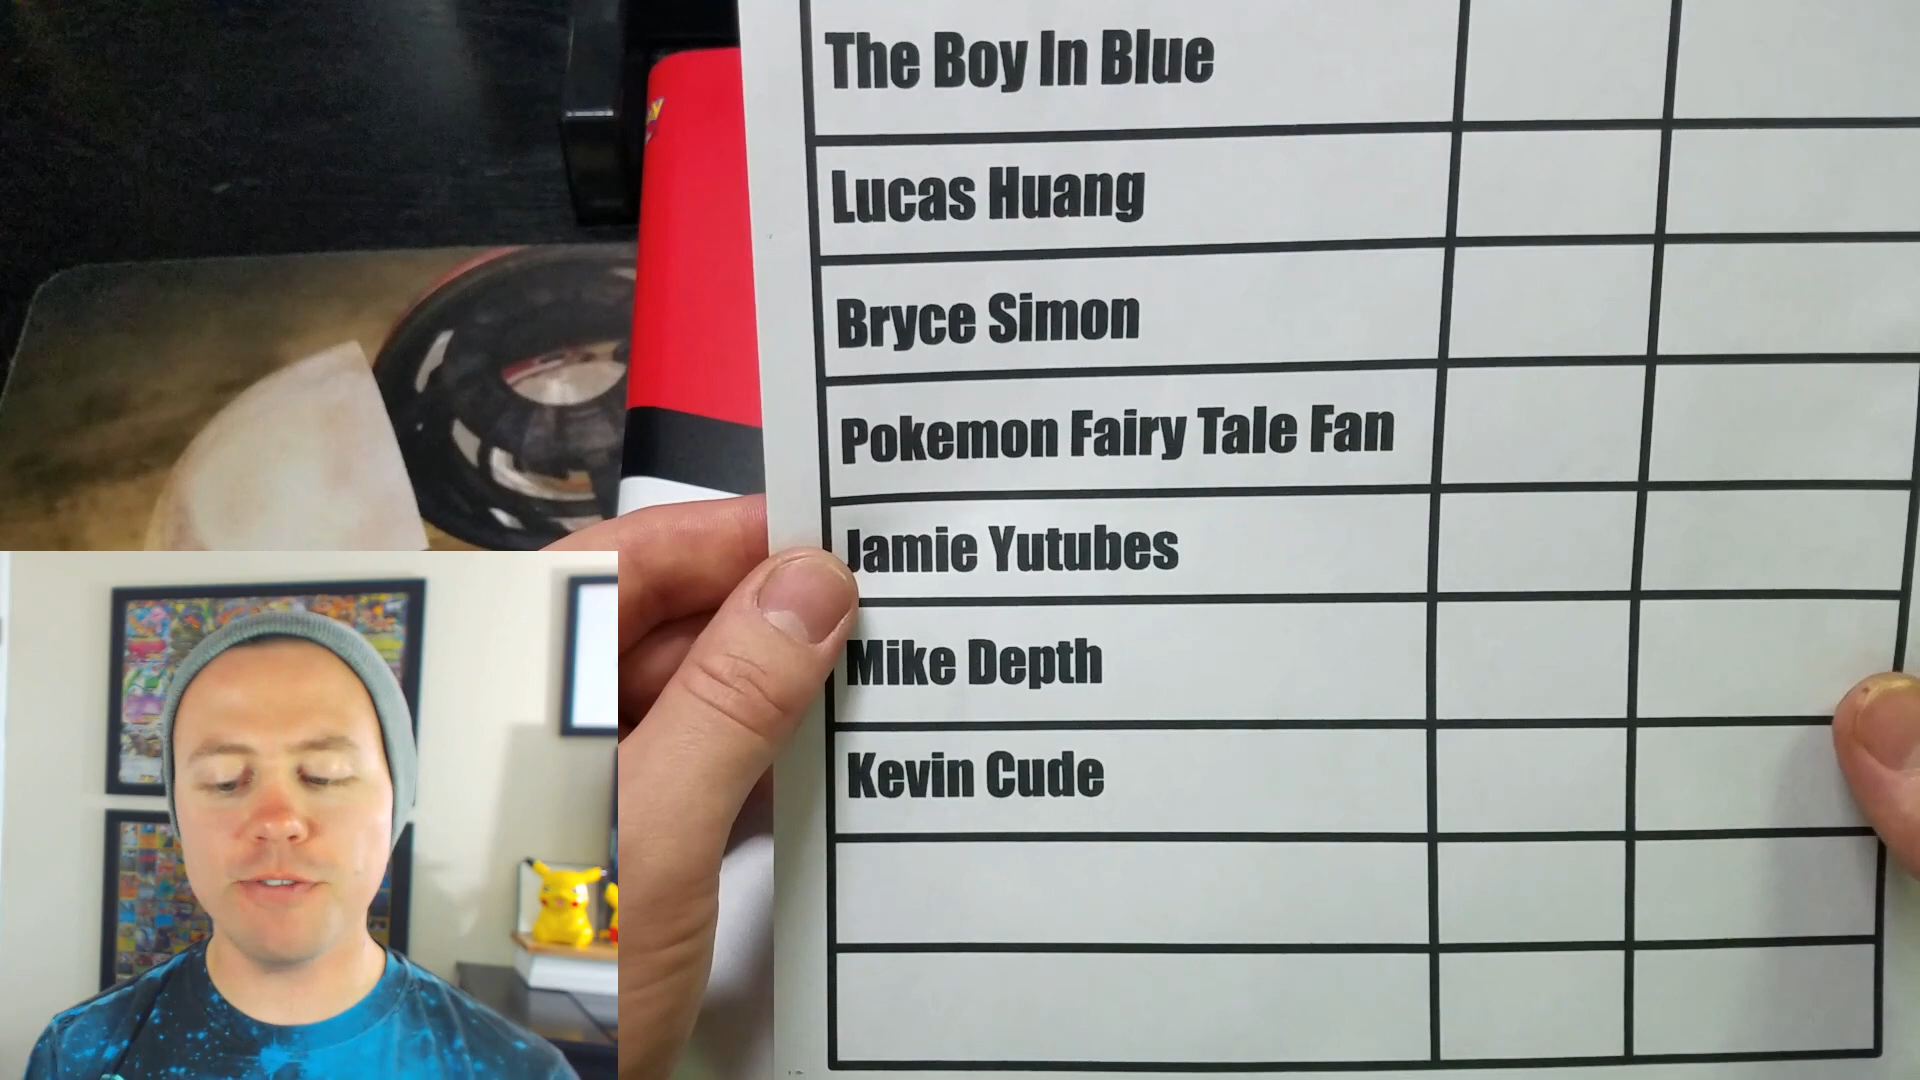 The Boy In Blue
Lucas Huang
Bryce Simon
Pokemon Fairy Tale Fan
Jamie Yutubes
Mike Depth
Kevin Cude